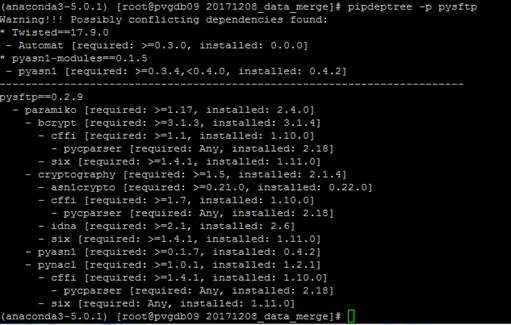 (anaconda3-5.0.1) [root@pvgdb09 20171208_data_merge]# pipdeptree -p pysftp
Warning!!! Possibly conflicting dependencies found:
* Twisted==17.9.0
 - Automat [required: >=0.3.0, installed: 0.0.0]
* pyasn1-modules==0.1.5
 - pyasn1 [required: >=0.3.4,<0.4.0, installed: 0.4.2]
------------------------------------------------------------------------
pysftp==0.2.9
  - paramiko [required: >=1.17, installed: 2.4.0]
    - bcrypt [required: >=3.1.3, installed: 3.1.4]
      - cffi [required: >=1.1, installed: 1.10.0]
        - pycparser [required: Any, installed: 2.18]
      - six [required: >=1.4.1, installed: 1.11.0]
    - cryptography [required: >=1.5, installed: 2.1.4]
      - asn1crypto [required: >=0.21.0, installed: 0.22.0]
      - cffi [required: >=1.7, installed: 1.10.0]
        - pycparser [required: Any, installed: 2.18]
      - idna [required: >=2.1, installed: 2.6]
      - six [required: >=1.4.1, installed: 1.11.0]
    - pyasn1 [required: >=0.1.7, installed: 0.4.2]
    - pynacl [required: >=1.0.1, installed: 1.2.1]
      - cffi [required: >=1.4.1, installed: 1.10.0]
        - pycparser [required: Any, installed: 2.18]
      - six [required: Any, installed: 1.11.0]
(anaconda3-5.0.1) [root@pvgdb09 20171208_data_merge]#